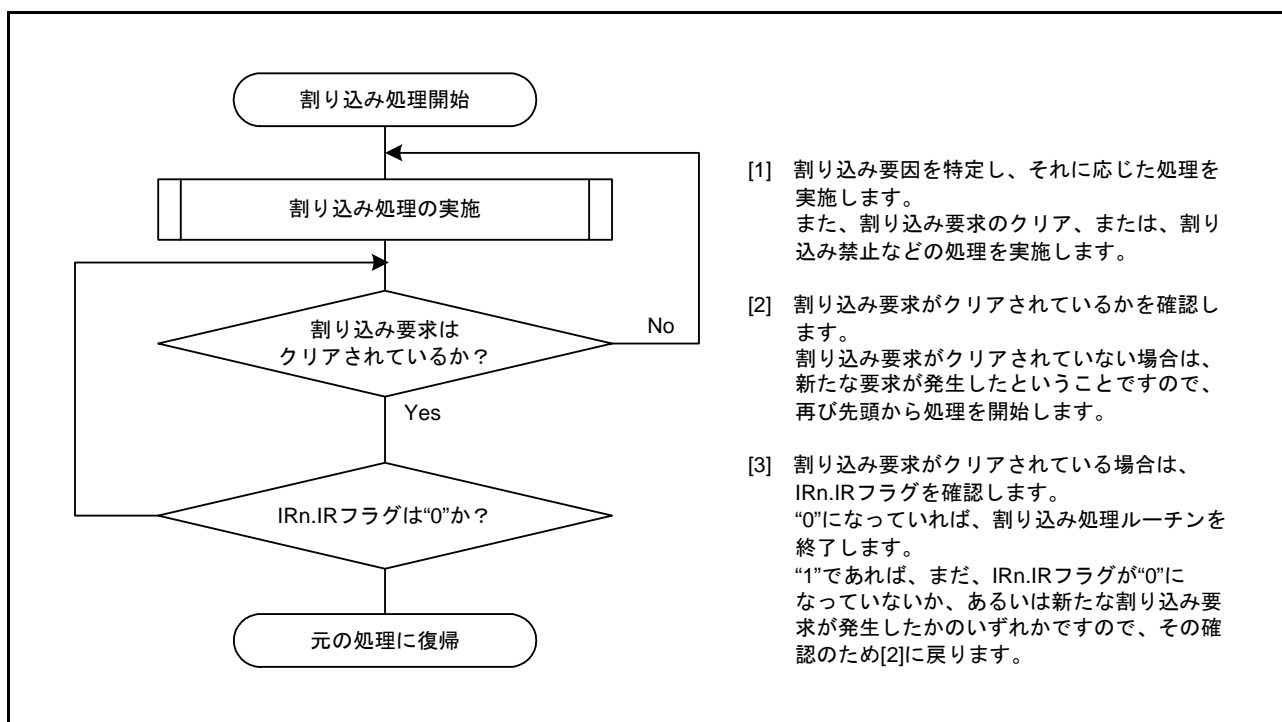 割り込み処理開始
割り込み処理の実施
割り込み要求は
クリアされているか？
No
Yes
IRn.IRフラグは“0”か？
元の処理に復帰
[1] 割り込み要因を特定し、それに応じた処理を
実施します。
また、割り込み要求のクリア、または、割り
込み禁止などの処理を実施します。
[2] 割り込み要求がクリアされているかを確認し
ます。
割り込み要求がクリアされていない場合は、
新たな要求が発生したということですので、
再び先頭から処理を開始します。
[3] 割り込み要求がクリアされている場合は、
IRn.IRフラグを確認します。
“0”になっていれば、割り込み処理ルーチンを
終了します。
“1”であれば、まだ、IRn.IRフラグが“0”に
なっていないか、あるいは新たな割り込み要
求が発生したかのいずれかですので、その確
認のため[2]に戻ります。